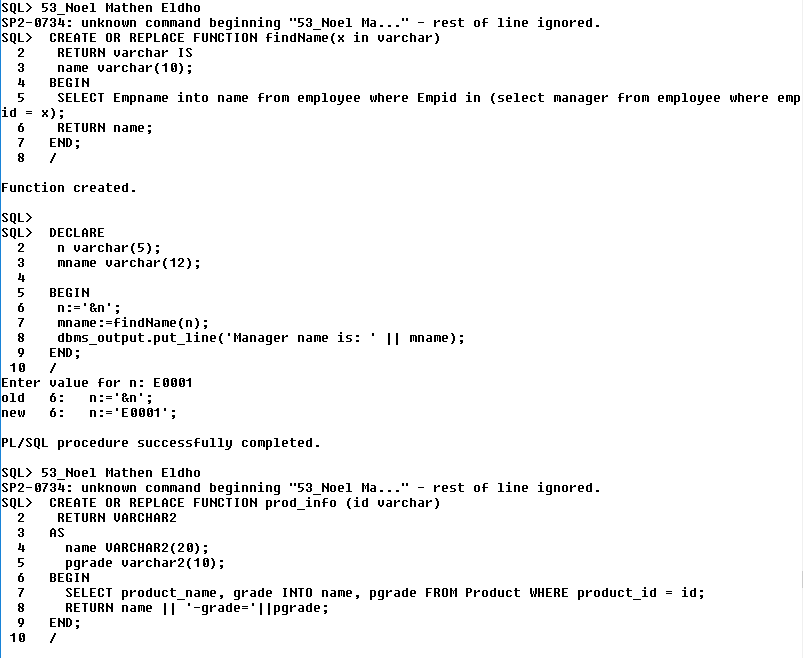 SQL> 53_Noel Mathen Eldho
SP2-0734: unknown command beginning "53_Noel Ma..." - rest of line ignored.
SQL>  CREATE OR REPLACE FUNCTION findName(x in varchar)
  2    RETURN varchar IS
  3    name varchar(10);
  4   BEGIN
  5    SELECT Empname into name from employee where Empid in (select manager from employee where emp
id = x);
  6    RETURN name;
  7   END;
  8   /
Function created.
SQL>
SQL>  DECLARE
  2    n varchar(5);
  3    mname varchar(12);
  4
  5   BEGIN
  6    n:='&n';
  7    mname:=findName(n);
  8    dbms_output.put_line('Manager name is: ' || mname);
  9   END;
 10   /
Enter value for n: E0001
old   6:   n:='&n';
new   6:   n:='E0001';
PL/SQL procedure successfully completed.
SQL> 53_Noel Mathen Eldho
SP2-0734: unknown command beginning "53_Noel Ma..." - rest of line ignored.
SQL>  CREATE OR REPLACE FUNCTION prod_info (id varchar)
  2    RETURN VARCHAR2
  3   AS
  4     name VARCHAR2(20);
  5     pgrade varchar2(10);
  6   BEGIN
  7     SELECT product_name, grade INTO name, pgrade FROM Product WHERE product_id = id;
  8     RETURN name || '-grade='||pgrade;
  9   END;
 10   /